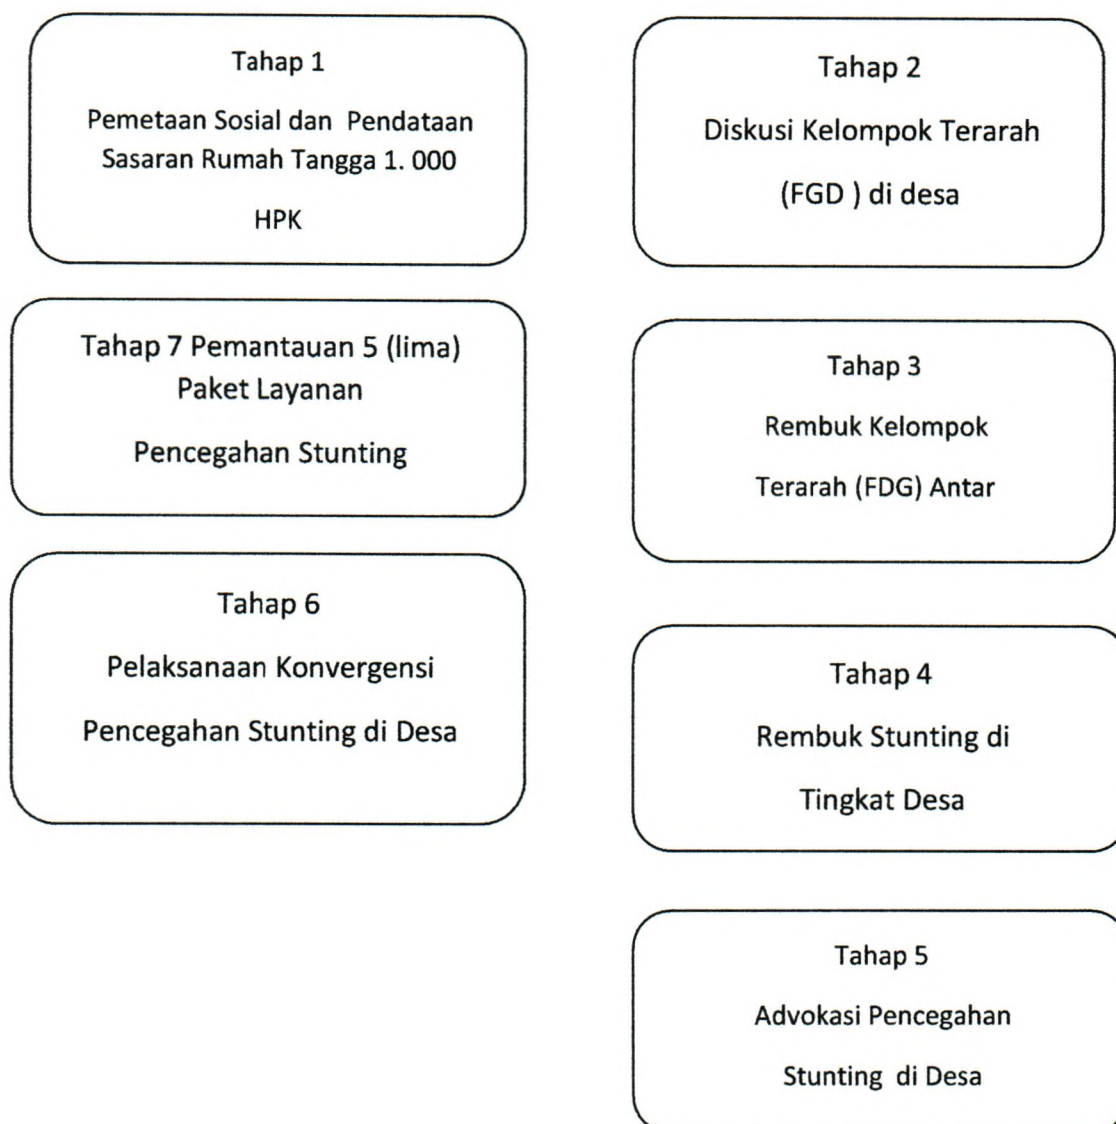 Tahap 1
Pemetaan Sosial dan Pendataan
Sasaran Rumah Tangga 1. 000
HPK
Tahap 2
Diskusi Kelompok Terarah
(FGD ) di desa
Tahap 7 Pemantauan 5 (lima)
Paket Layanan
Pencegahan Stunting
Tahap 3
Rembuk Kelompok
Terarah (FDG) Antar
Tahap 6
Pelaksanaan Konvergensi
Pencegahan Stunting di Desa
Tahap 4
Rembuk Stunting di
Tingkat Desa
Tahap 5
Advokasi Pencegahan
Stunting di Desa